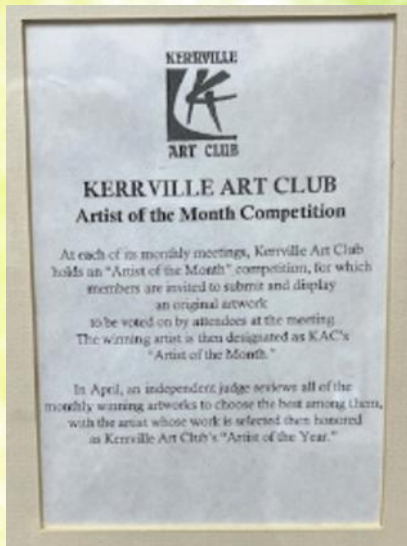 KERRVILLE
ART CLUB
KERRVILLE ART CLUB
Artist of the Month Competition
At each of its monthly meetings, Kerrville Art Club
holds an "Artist of the Month" competition, for which
members are invited to submit and display
an original artwork
to be voted on by attendees at the meeting.
The winning artist is then designated as KAC's
"Artist of the Month."
In April, an independent judge reviews all of the
monthly winning artworks to choose the best among them,
with the artist whose work is selected then honored
as Kerrville Art Club's "Artist of the Year."